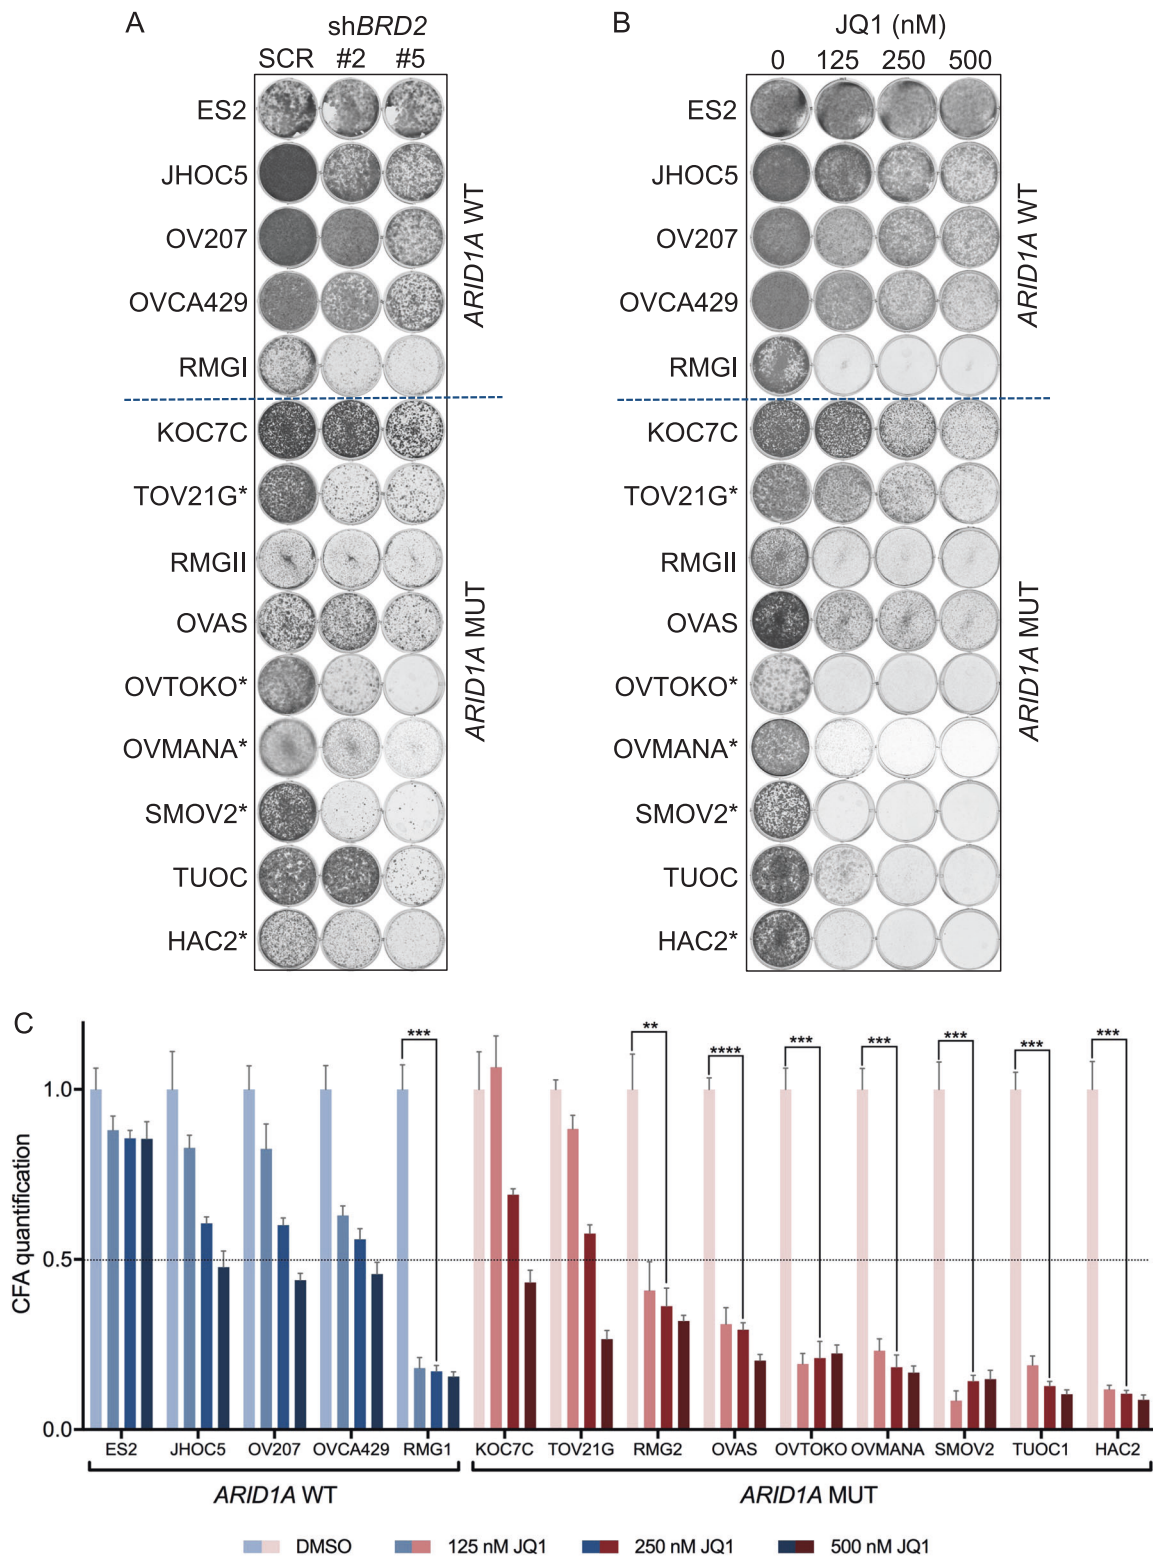 A
shBRD2
SCR #2 #5
ES2
JHOC5
OV207
OVCA429
RMGI
KOC7C
TOV21G*
RMGII
OVAS
OVTOKO*
OVMANA*
SMOV2*
TUOC
HAC2*
ARID1A WT
ARID1A MUT
B
JQ1 (nM)
0 125 250 500
ES2
JHOC5
OV207
OVCA429
RMGI
KOC7C
TOV21G*
RMGII
OVAS
OVTOKO*
OVMANA*
SMOV2*
TUOC
HAC2*
ARID1A WT
ARID1A MUT
C
CFA quantification
1.0
0.5
0.0
*** ** **** *** *** *** *** ***
ES2 JHOC5 OV207 OVCA429 RMG1 KOC7C TOV21G RMG2 OVAS OVTOKO OVMANA SMOV2 TUOC1 HAC2
ARID1A WT ARID1A MUT
DMSO 125 nM JQ1 250 nM JQ1 500 nM JQ1